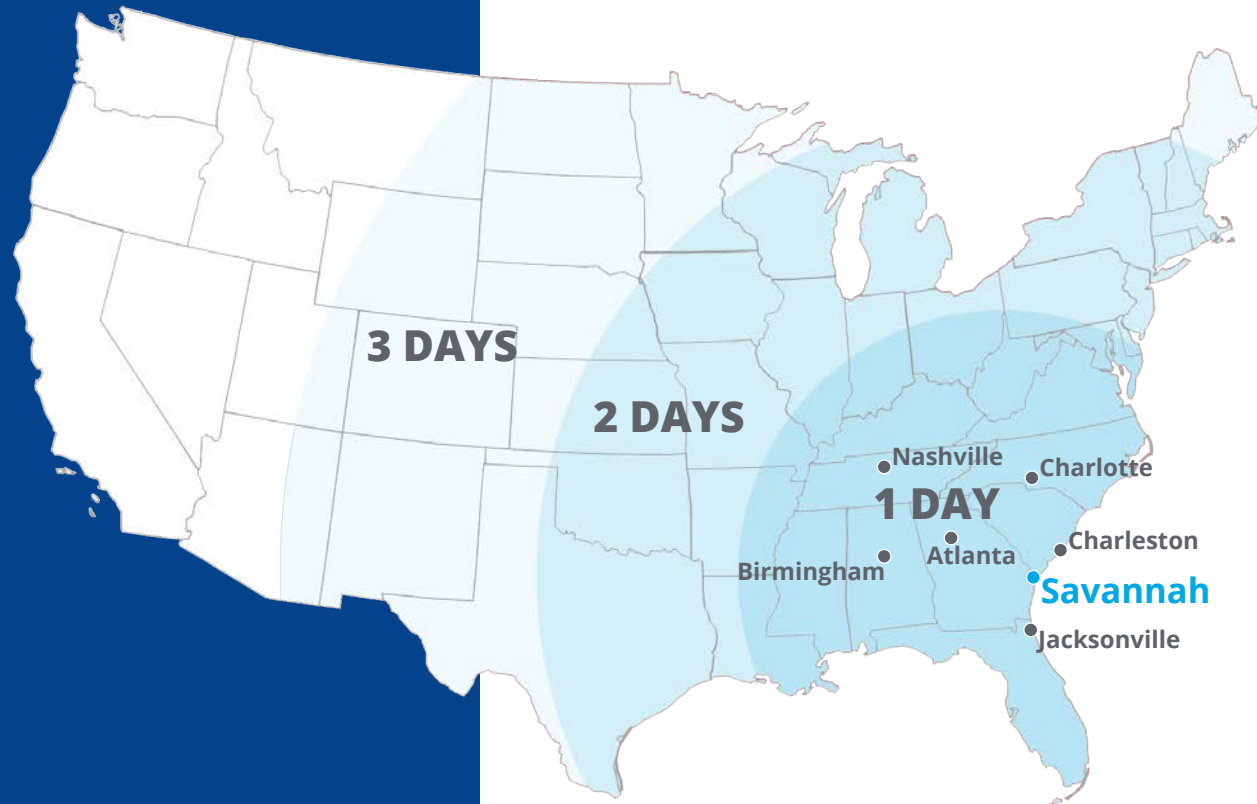 3 DAYS
2 DAYS
Nashville
Charlotte
1 DAY
Charleston
Atlanta
Birmingham
Savannah
Jacksonville